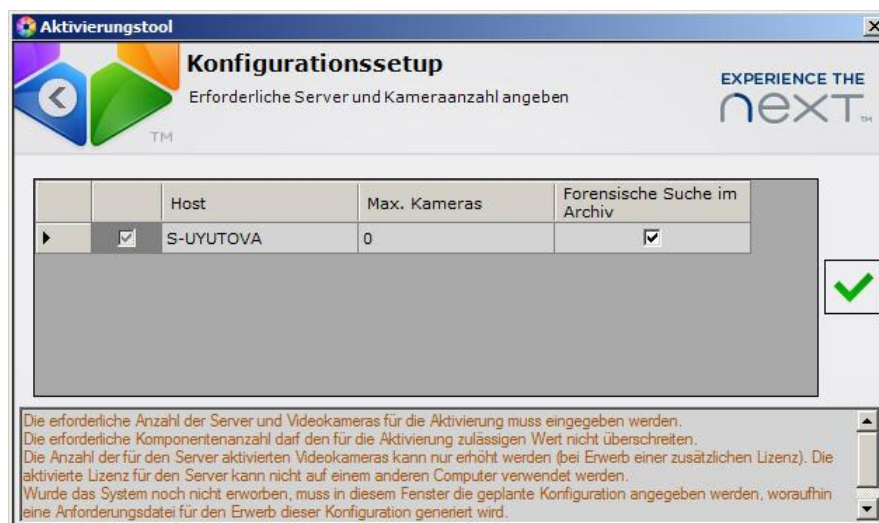 Aktivierungstool
Konfigurationssetup
Erforderliche Server und Kameraanzahl angeben
EXPERIENCE THE
next™
TM
Host
Max. Kameras
Forensische Suche im
Archiv
S-UYUTOVA
0
Die erforderliche Anzahl der Server und Videokameras für die Aktivierung muss eingegeben werden.
Die erforderliche Komponentenanzahl darf den für die Aktivierung zulässigen Wert nicht überschreiten.
Die Anzahl der für den Server aktivierten Videokameras kann nur erhöht werden (bei Erwerb einer zusätzlichen Lizenz). Die
aktivierte Lizenz für den Server kann nicht auf einem anderen Computer verwendet werden.
Wurde das System noch nicht erworben, muss in diesem Fenster die geplante Konfiguration angegeben werden, woraufhin
eine Anforderungsdatei für den Erwerb dieser Konfiguration generiert wird.